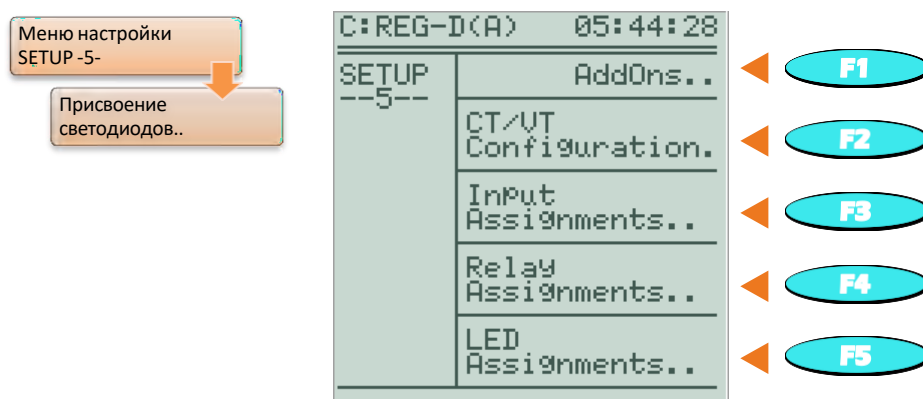 Меню настройки
SETUP -5-
Присвоение
светодиодов..
C:REG-D(A) 05:44:28
SETUP
--5--
AddOns..
F1
CT/VT
Configuration.
F2
Input
Assignments..
F3
Relay
Assignments..
F4
LED
Assignments..
F5